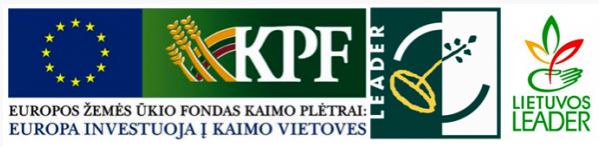 KPF
EUROPOS ŽEMĖS ŪKIO FONDAS KAIMO PLĖTRAI:
EUROPA INVESTUOJA Į KAIMO VIETOVES
LEADER
LIETUVOS
LEADER